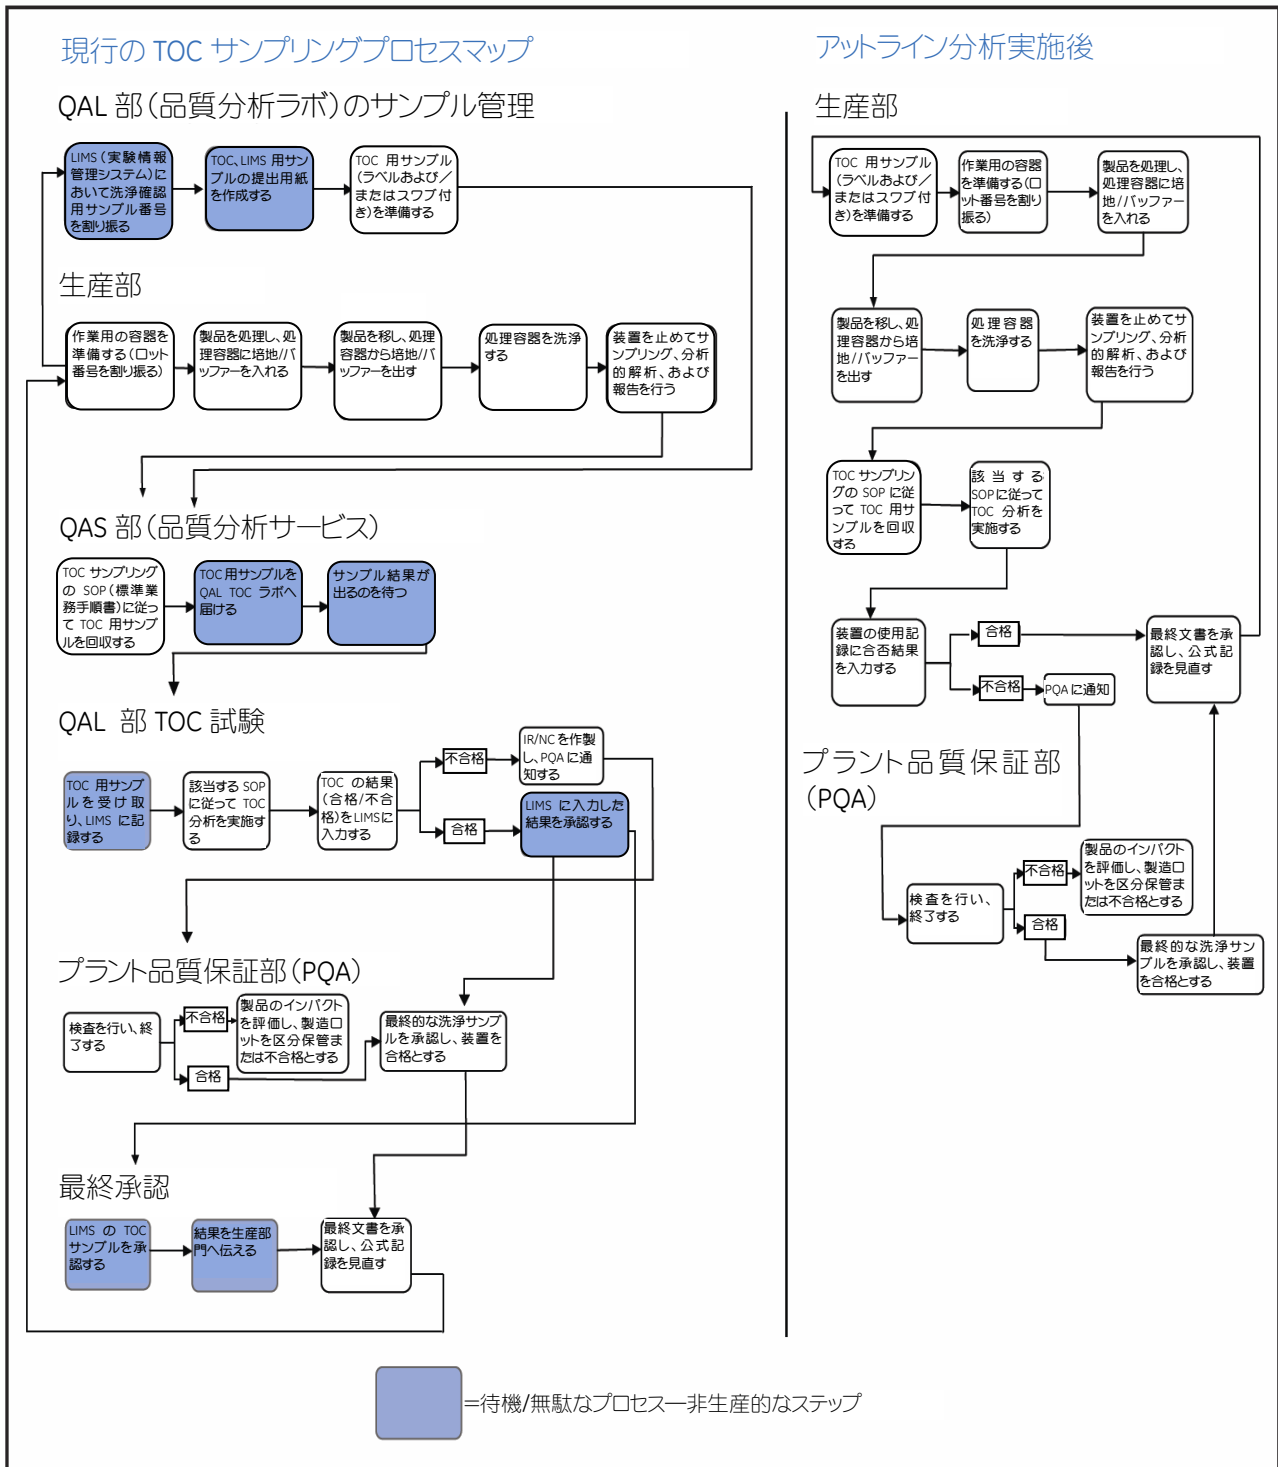 現行の TOC サンプリングプロセスマップ
QAL 部（品質分析ラボ）のサンプル管理
LIMS（実験情報
管理システム）に
おいて洗浄確認
用サンプル番号
を割り振る
TOC、LIMS 用サン
プルの提出用紙
を作成する
TOC 用サンプル
（ラベルおよび／
またはスワブ付
き）を準備する
生産部
作業用の容器を
準備する（ロット
番号を割り振る）
製品を処理し、処
理容器に培地/バ
ッファーを入れる
製品を移し、処理
容器から培地/バ
ッファーを出す
処理容器を洗浄
する
装置を止めてサ
ンプリング、分析
的解析、および
報告を行う
QAS 部（品質分析サービス）
TOC サンプリング
の SOP（標準業
務手順書）に従っ
て TOC 用サンプ
ルを回収する
TOC 用サンプルを
QAL TOC ラボへ
届ける
サンプル結果が
出るのを待つ
QAL 部 TOC 試験
TOC 用サンプ
ルを受け取
り、LIMS に記
録する
該当する SOP
に従って TOC
分析を実施す
る
TOC の結果
（合格/不合
格）をLIMSに
入力する
不合格
IR/NC を作製
し、PQA に通
知する
合格
LIMS に入力した
結果を承認する
プラント品質保証部（PQA）
検査を行い、終
了する
不合格
製品のインパクト
を評価し、製造ロ
ットを区分保管ま
たは不合格とする
合格
最終的な洗浄サンプ
ルを承認し、装置を
合格とする
最終承認
LIMS の TOC
サンプルを承
認する
結果を生産部
門へ伝える
最終文書を承
認し、公式記
録を見直す
アットライン分析実施後
生産部
TOC 用サンプル
（ラベルおよび／
またはスワブ付
き）を準備する
作業用の容器
を準備する（ロ
ット番号を割り
振る）
製品を処理し、
処理容器に培
地/バッファー
を入れる
製品を移し、処
理容器から培
地/バッファー
を出す
処理容器
を洗浄する
装置を止めてサ
ンプリング、分析
的解析、および
報告を行う
TOC サンプリン
グの SOP に従
って TOC 用サ
ンプルを回収
する
該当する
SOP に従って
TOC 分析を
実施する
装置の使用記
録に合否結果
を入力する
合格
最終文書を承
認し、公式記
録を見直す
不合格
PQA に通知
プラント品質保証部
（PQA）
検査を行い、
終了する
不合格
製品のインパクト
を評価し、製造ロ
ットを区分保管ま
たは不合格とする
合格
最終的な洗浄サン
プルを承認し、装置
を合格とする
=待機/無駄なプロセス―非生産的なステップ